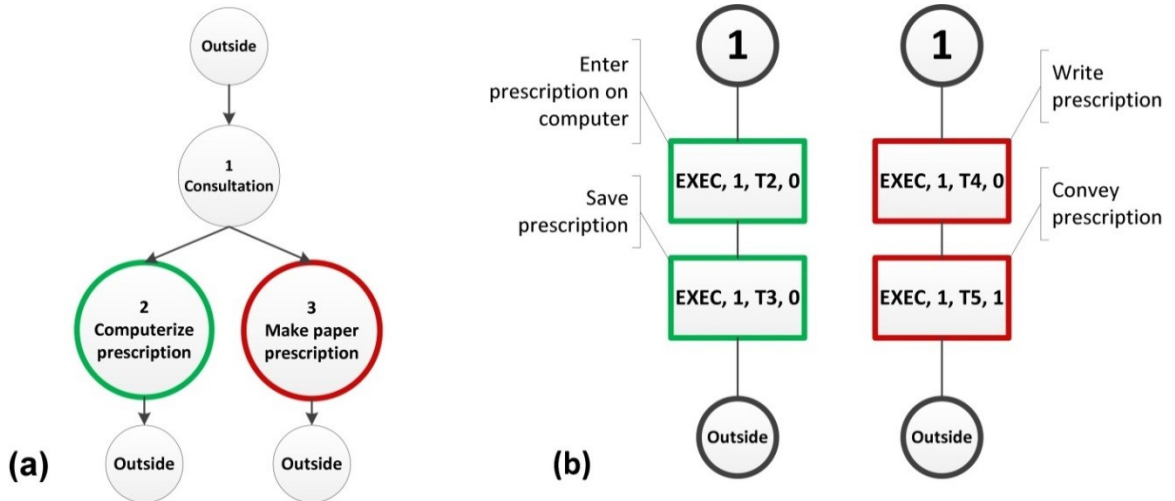 Outside
1
Consultation
2
Computerize
prescription
3
Make paper
prescription
Outside
Outside
(a)
1
1
Enter
prescription on
computer
Write
prescription
EXEC, 1, T2, 0
EXEC, 1, T4, 0
Save
prescription
Convey
prescription
EXEC, 1, T3, 0
EXEC, 1, T5, 1
Outside
Outside
(b)